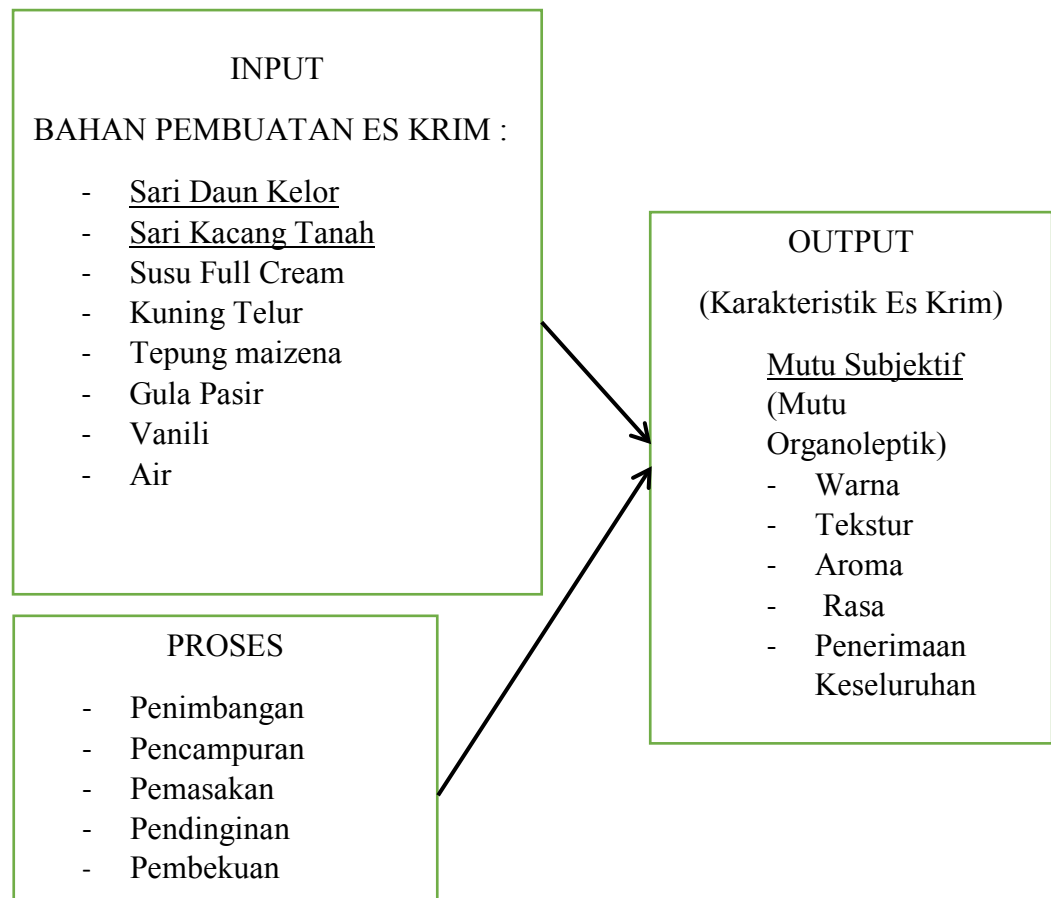 INPUT
BAHAN PEMBUATAN ES KRIM :
- Sari Daun Kelor
- Sari Kacang Tanah
- Susu Full Cream
- Kuning Telur
- Tepung maizena
- Gula Pasir
- Vanili
- Air
PROSES
- Penimbangan
- Pencampuran
- Pemasakan
- Pendinginan
- Pembekuan
OUTPUT
(Karakteristik Es Krim)
Mutu Subjektif
(Mutu
Organoleptik)
- Warna
- Tekstur
- Aroma
- Rasa
- Penerimaan
Keseluruhan